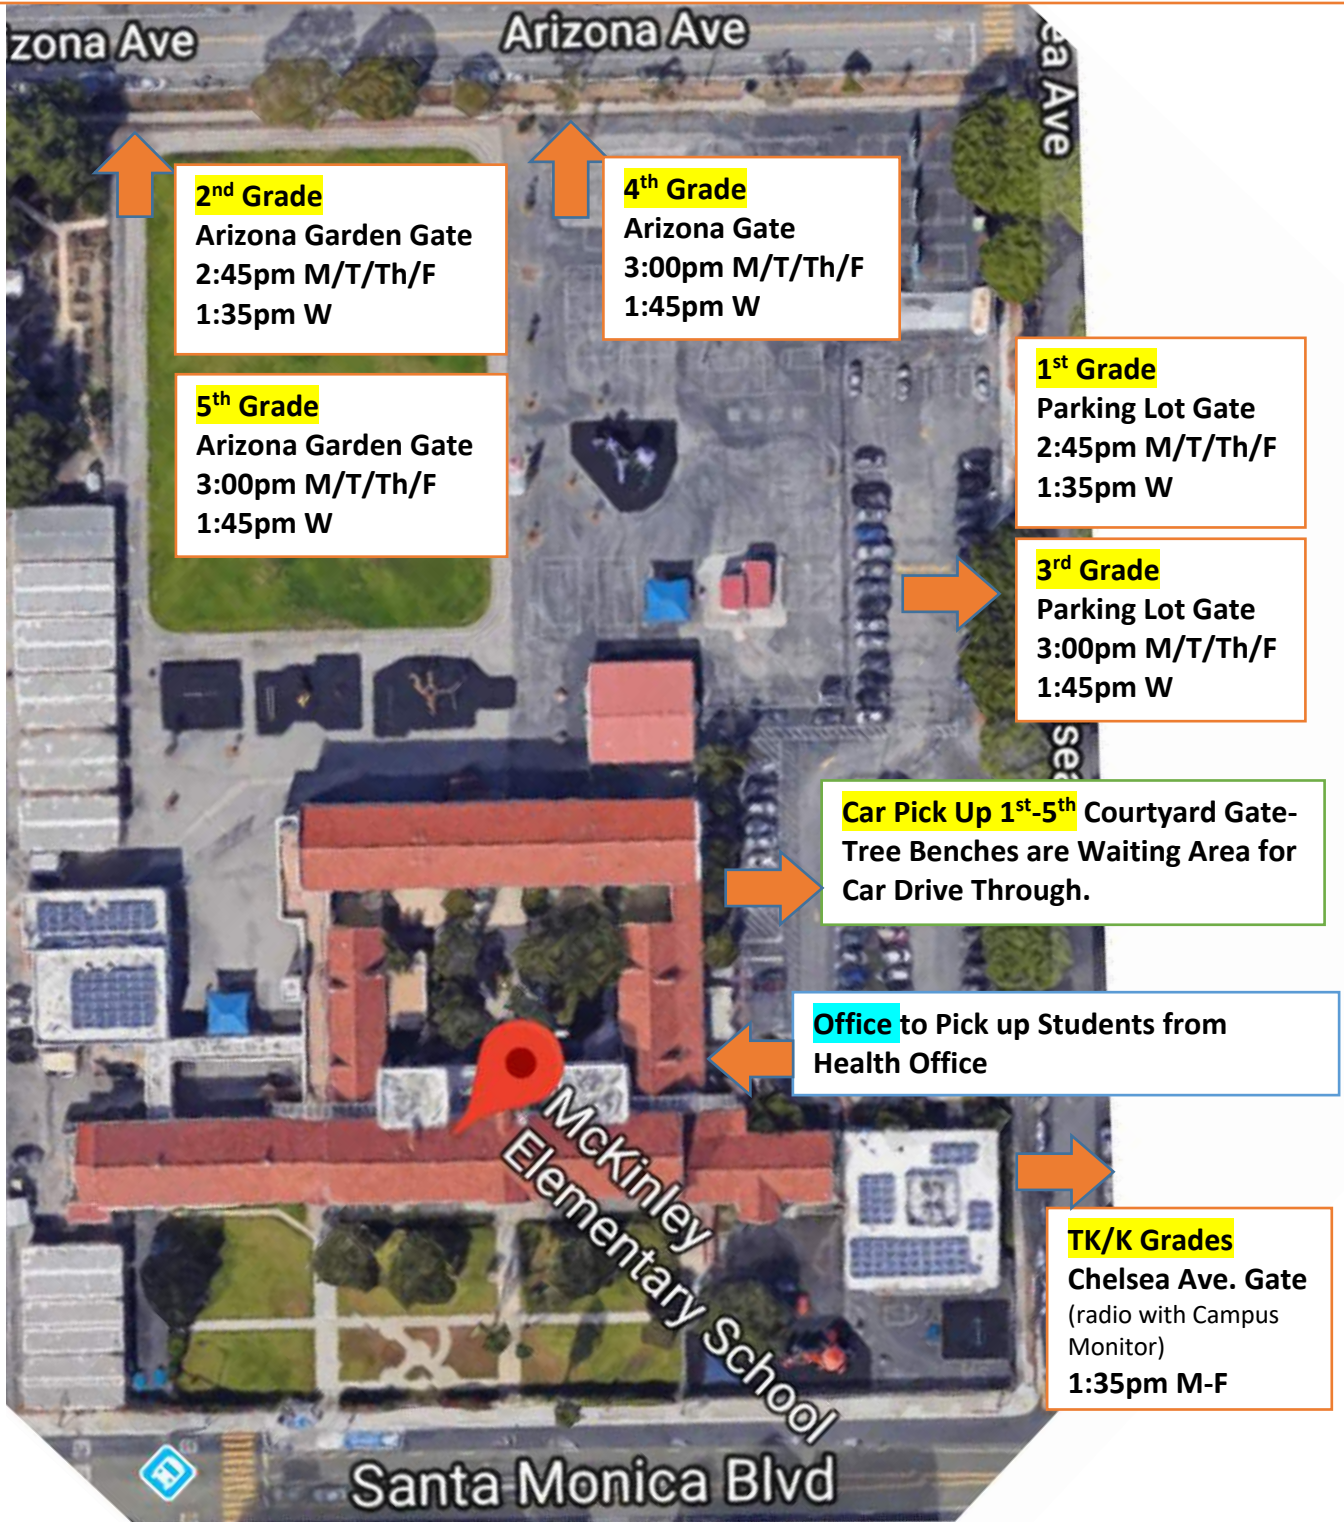 zona Ave
Arizona Ave
ea Ave
2nd Grade
Arizona Garden Gate
2:45pm M/T/Th/F
1:35pm W
4th Grade
Arizona Gate
3:00pm M/T/Th/F
1:45pm W
5th Grade
Arizona Garden Gate
3:00pm M/T/Th/F
1:45pm W
1st Grade
Parking Lot Gate
2:45pm M/T/Th/F
1:35pm W
3rd Grade
Parking Lot Gate
3:00pm M/T/Th/F
1:45pm W
sea
Car Pick Up 1st-5th Courtyard Gate-
Tree Benches are Waiting Area for
Car Drive Through.
Office to Pick up Students from
Health Office
McKinley
Elementary School
TK/K Grades
Chelsea Ave. Gate
(radio with Campus
Monitor)
1:35pm M-F
Santa Monica Blvd